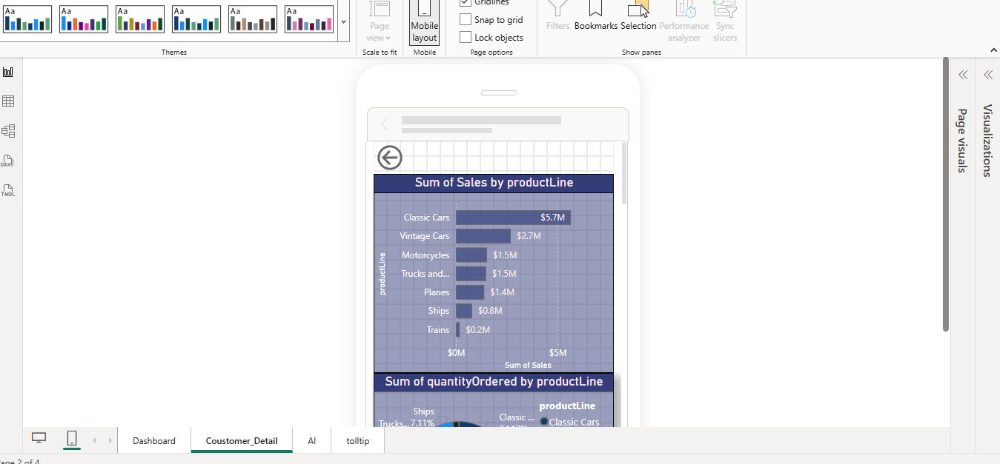 Aa Aa Aa Aa Aa Aa
Page view
Mobile layout
Gridlines
Snap to grid
Lock objects
Filters
Bookmarks
Selection
Performance analyzer
Sync slicers
Themes
Scale to fit
Mobile
Page options
Show panes
DAX
TMDL
Page visuals
Visualizations
Sum of Sales by productLine
productLine
Classic Cars $5.7M
Vintage Cars $2.7M
Motorcycles $1.5M
Trucks and... $1.5M
Planes $1.4M
Ships $0.8M
Trains $0.2M
$0M $5M
Sum of Sales
Sum of quantityOrdered by productLine
productLine
Ships
7.11%
Trucks...
Classic ...
Classic Cars
Dashboard
Coustomer_Detail
AI
tolltip
Page 2 of 4